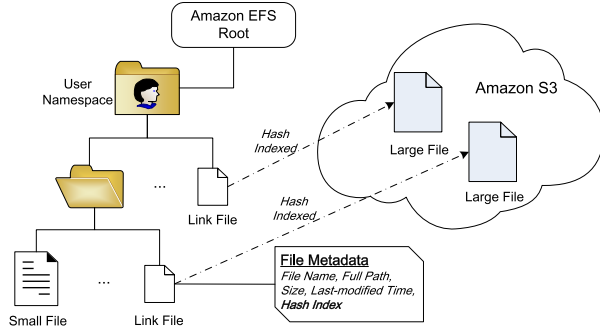 Amazon EFS
Root
User
Namespace
Amazon S3
Hash
Indexed
Large File
Large File
...
Link File
Hash
Indexed
...
Small File
Link File
File Metadata
File Name, Full Path,
Size, Last-modified Time,
Hash Index